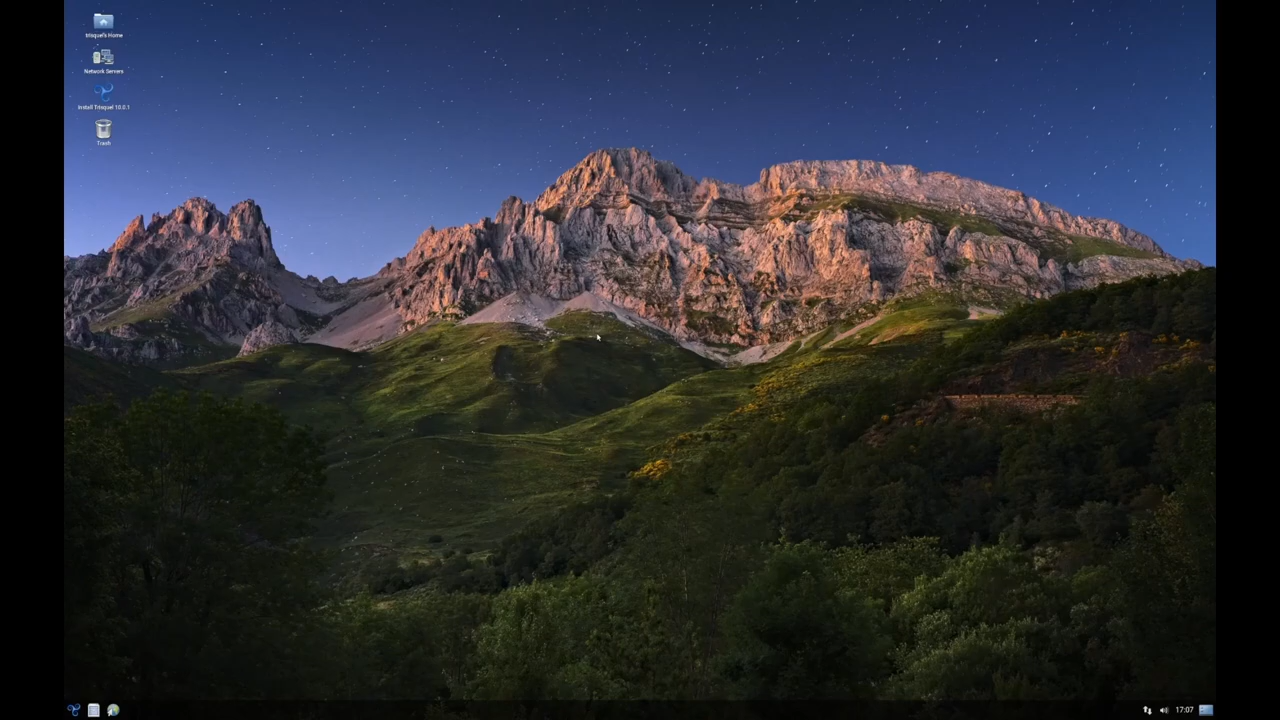 trisquel's Home
Network Servers
Install Trisquel 10.0.1
Trash
17:07